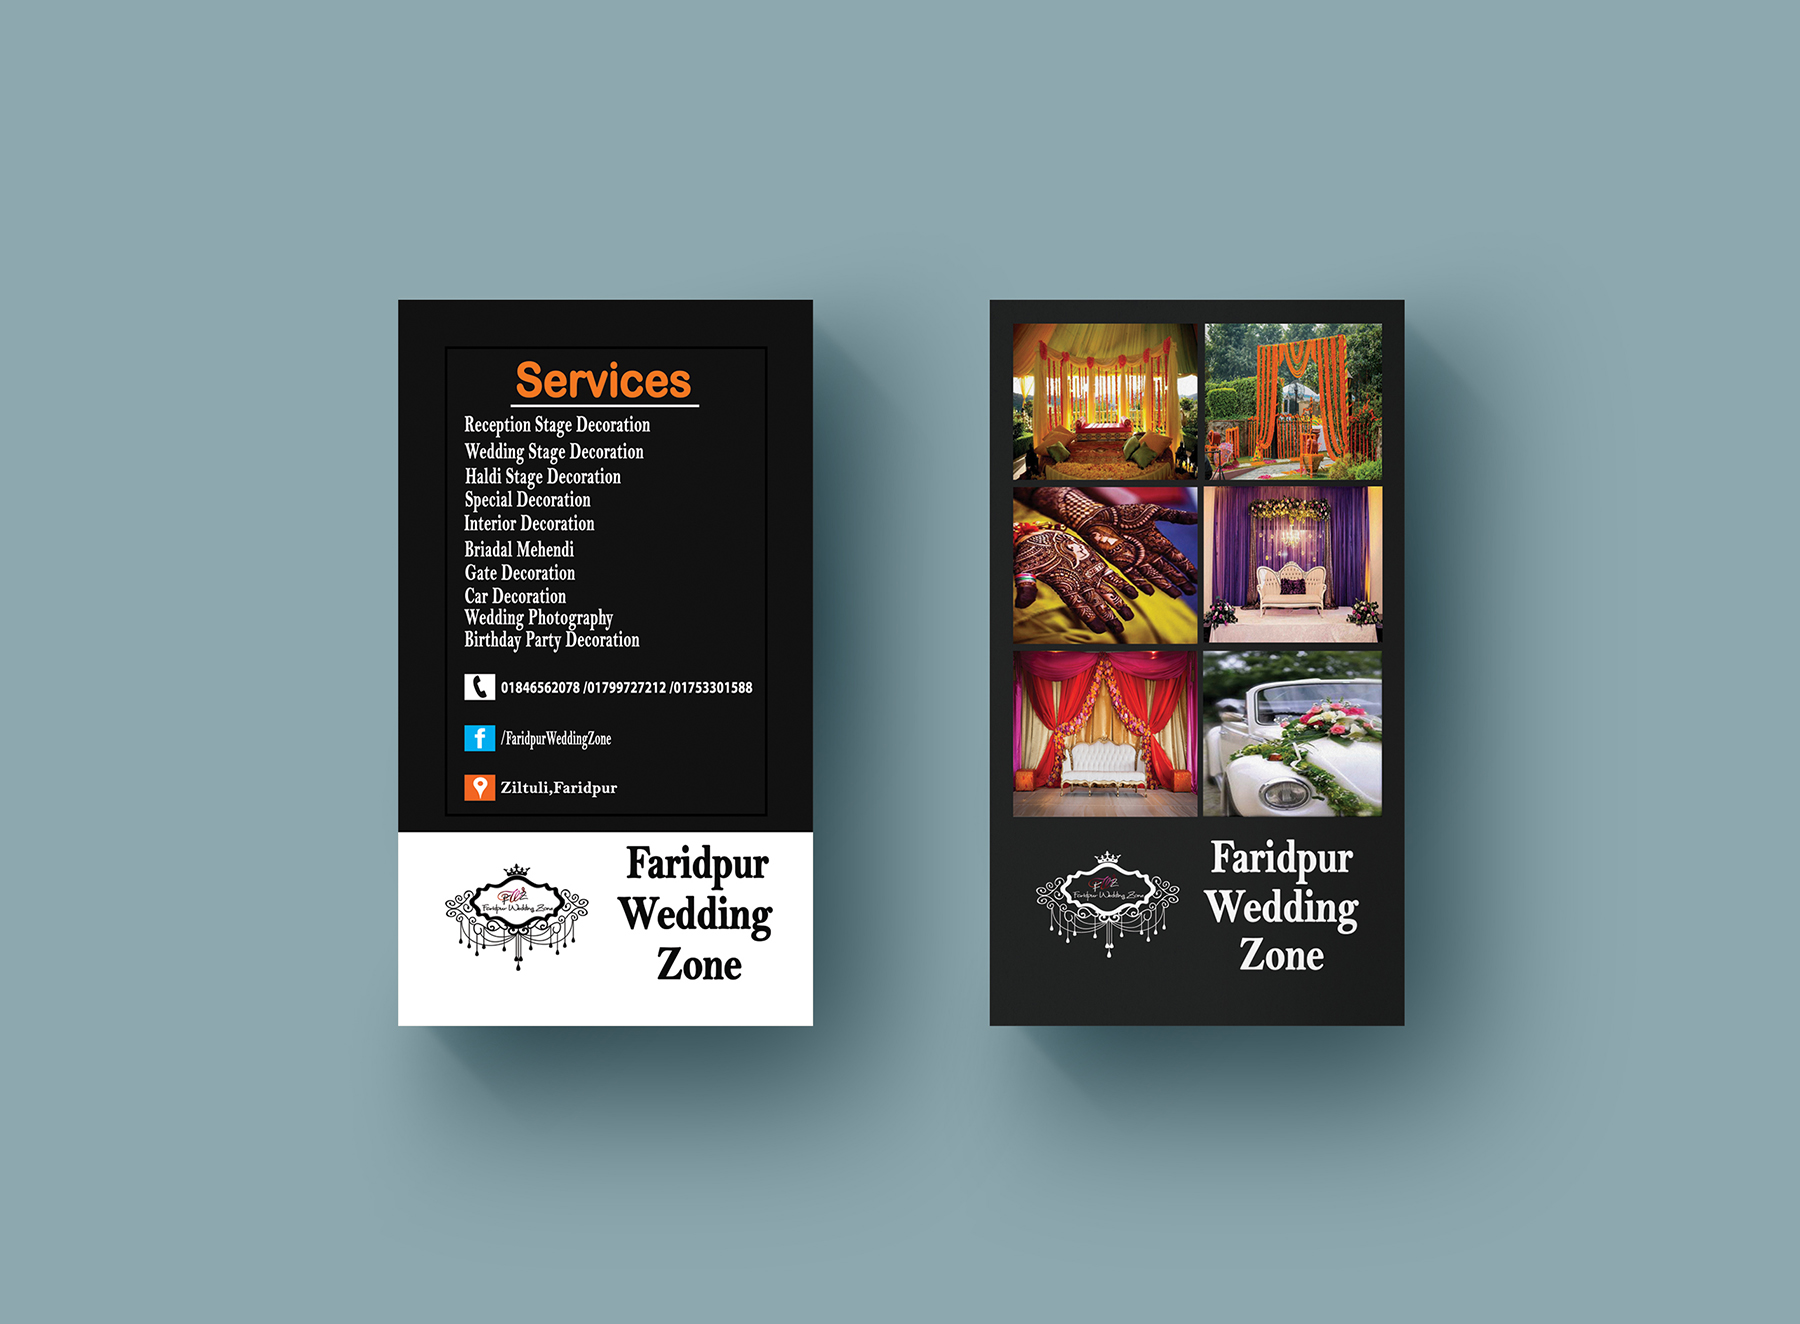 Services
Reception Stage Decoration
Wedding Stage Decoration
Haldi Stage Decoration
Special Decoration
Interior Decoration
Briadal Mehendi
Gate Decoration
Car Decoration
Wedding Photography
Birthday Party Decoration
01846562078 /01799727212 /01753301588
f /FaridpurWeddingZone
Ziltuli,Faridpur
Faridpur Wedding Zone
Faridpur
Wedding
Zone
Faridpur Wedding Zone
Faridpur
Wedding
Zone